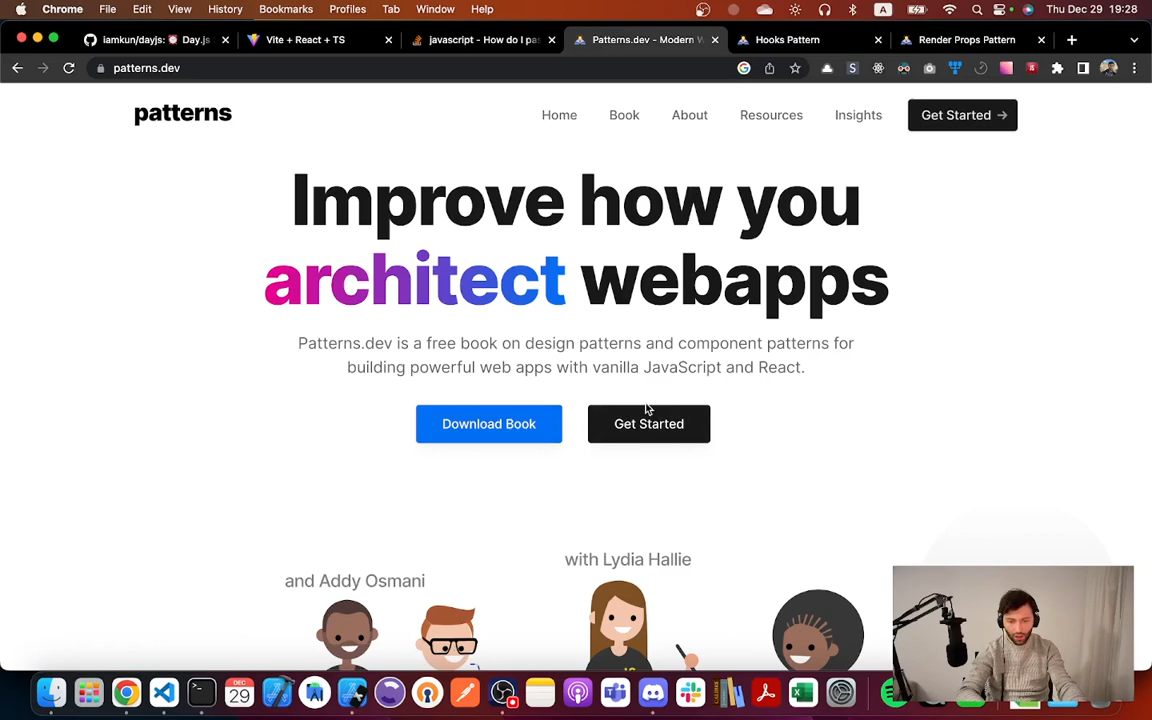 Chrome File Edit View History Bookmarks Profiles Tab Window Help A Thu Dec 29 19:28
iamkun/dayjs: ⏰ Day.js
Vite + React + TS
javascript - How do I pas
Patterns.dev - Modern W
Hooks Pattern
Render Props Pattern
patterns.dev
patterns
Home Book About Resources Insights Get Started →
Improve how you
architect webapps
Patterns.dev is a free book on design patterns and component patterns for
building powerful web apps with vanilla JavaScript and React.
Download Book Get Started
with Lydia Hallie
and Addy Osmani
DEC
29